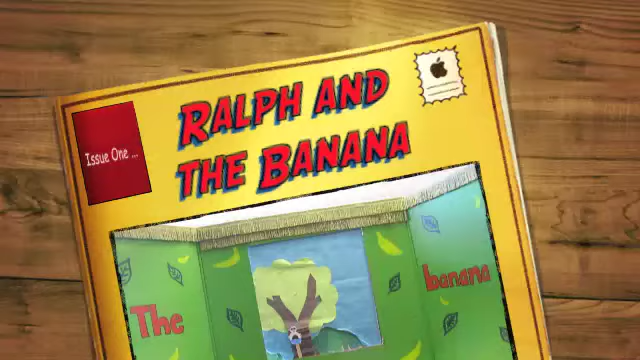 RALPH AND
THE BANANA
Issue One ...
The
banana